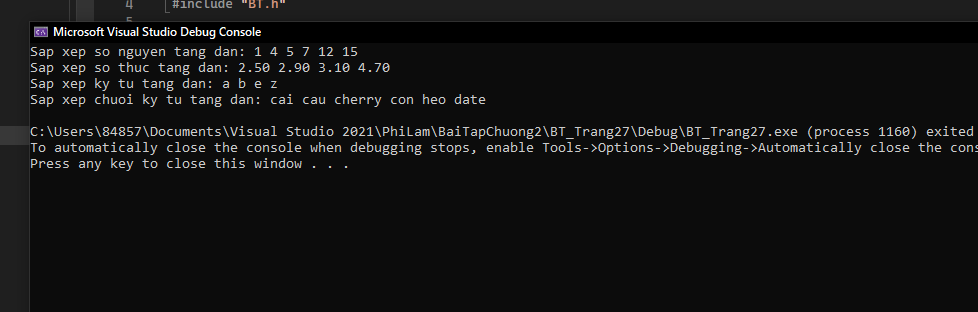 4 #include "BT.h"
5
Microsoft Visual Studio Debug Console
Sap xep so nguyen tang dan: 1 4 5 7 12 15
Sap xep so thuc tang dan: 2.50 2.90 3.10 4.70
Sap xep ky tu tang dan: a b e z
Sap xep chuoi ky tu tang dan: cai cau cherry con heo date
C:\Users\84857\Documents\Visual Studio 2021\PhiLam\BaiTapChuong2\BT_Trang27\Debug\BT_Trang27.exe (process 1160) exited
To automatically close the console when debugging stops, enable Tools->Options->Debugging->Automatically close the cons
Press any key to close this window . . .